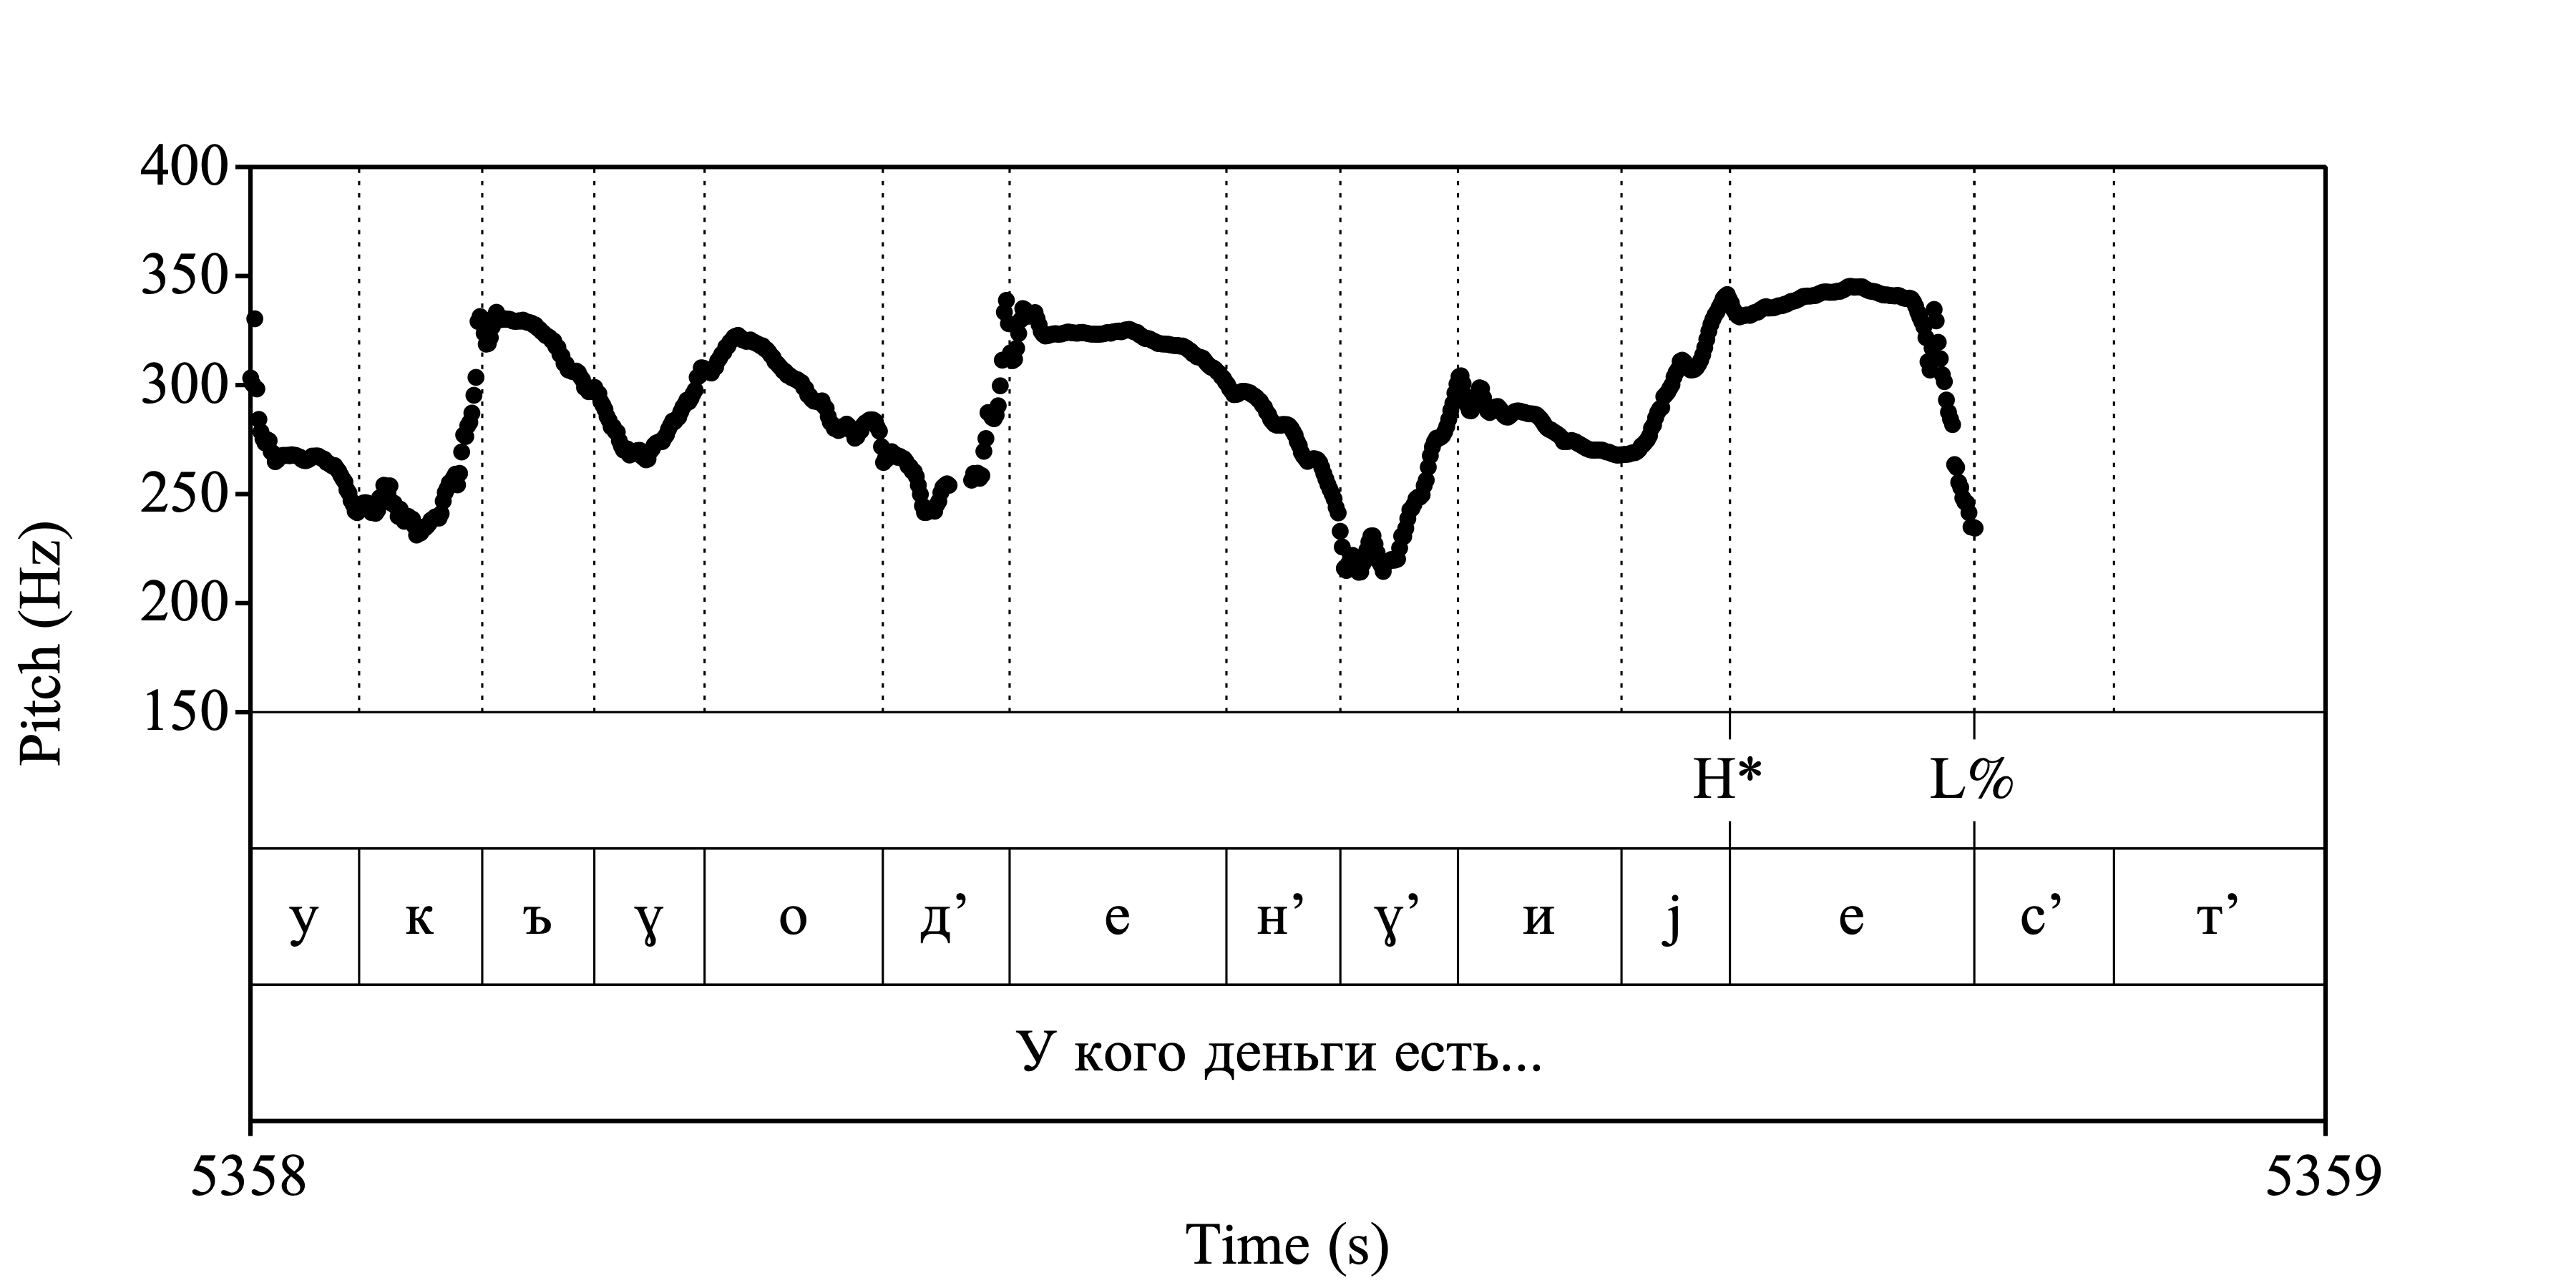 400
350
300
250
200
150
Pitch (Hz)
H* L%
у к ъ ɣ о д’ е н’ ɣ’ и j е с’ т’
У кого деньги есть...
5358 5359
Time (s)